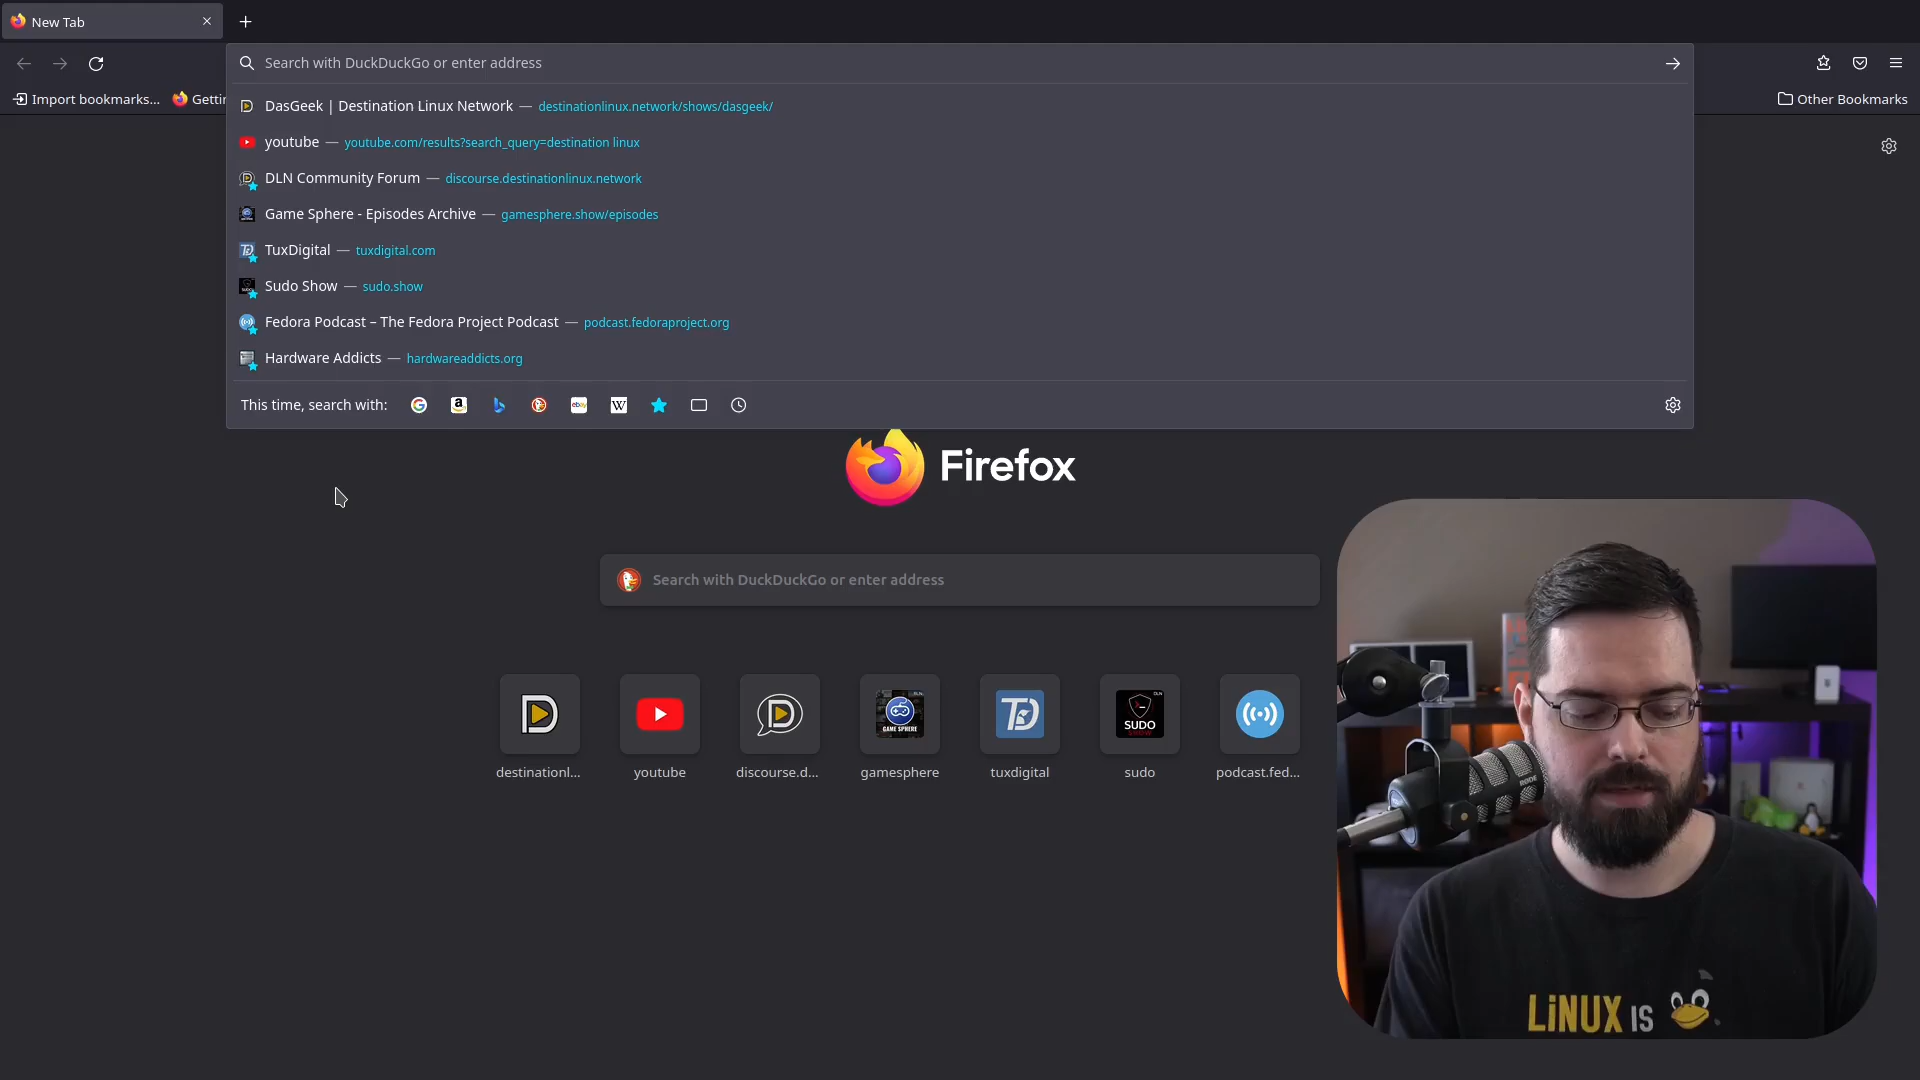 New Tab
Search with DuckDuckGo or enter address
Import bookmarks...
Gettin
Other Bookmarks
DasGeek | Destination Linux Network — destinationlinux.network/shows/dasgeek/
youtube — youtube.com/results?search_query=destination linux
DLN Community Forum — discourse.destinationlinux.network
Game Sphere - Episodes Archive — gamesphere.show/episodes
TuxDigital — tuxdigital.com
Sudo Show — sudo.show
Fedora Podcast – The Fedora Project Podcast — podcast.fedoraproject.org
Hardware Addicts — hardwareaddicts.org
This time, search with:
Firefox
Search with DuckDuckGo or enter address
GAME SPHERE
SUDO
destinationl...
youtube
discourse.d...
gamesphere
tuxdigital
sudo
podcast.fed...
RODE
LiNUX IS